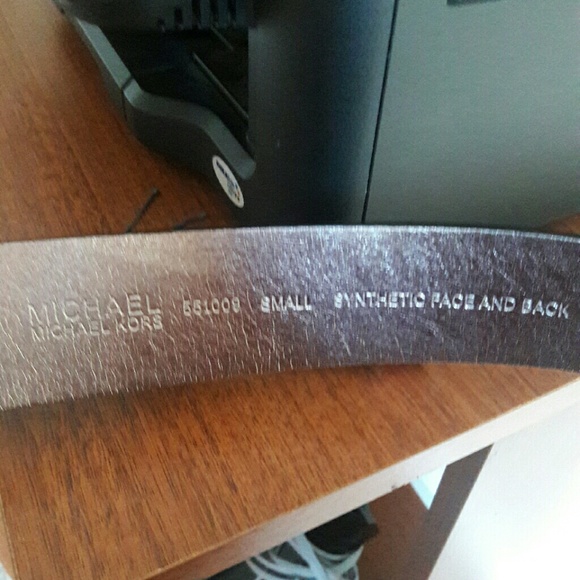 MICHAEL 551009 SMALL SYNTHETIC FACE AND BACK
MICHAEL KORS